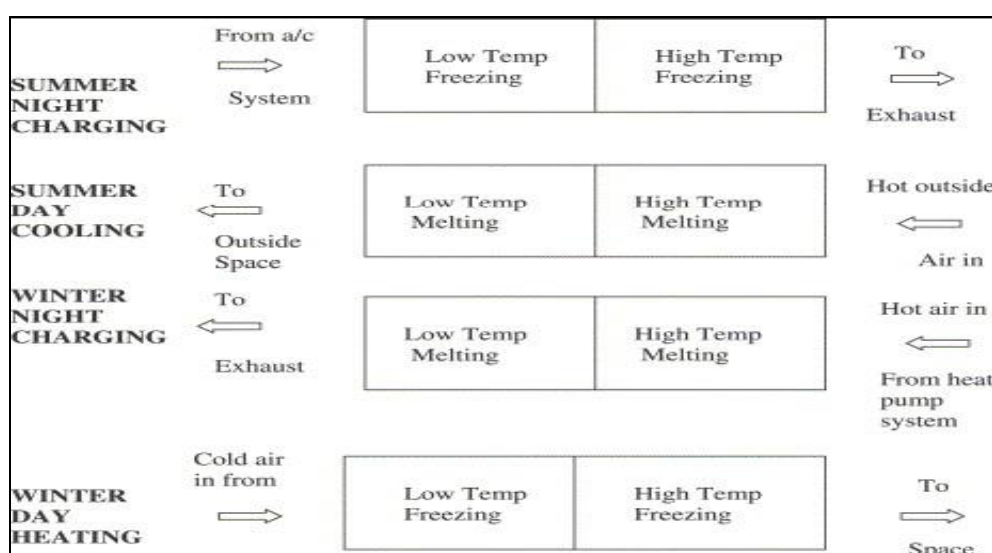 SUMMER
NIGHT
CHARGING
From a/c
System
Low Temp
Freezing
High Temp
Freezing
To
Exhaust
SUMMER
DAY
COOLING
To
Outside
Space
Low Temp
Melting
High Temp
Melting
Hot outside
Air in
WINTER
NIGHT
CHARGING
To
Exhaust
Low Temp
Melting
High Temp
Melting
Hot air in
From heat
pump
system
WINTER
DAY
HEATING
Cold air
in from
Low Temp
Freezing
High Temp
Freezing
To
Space